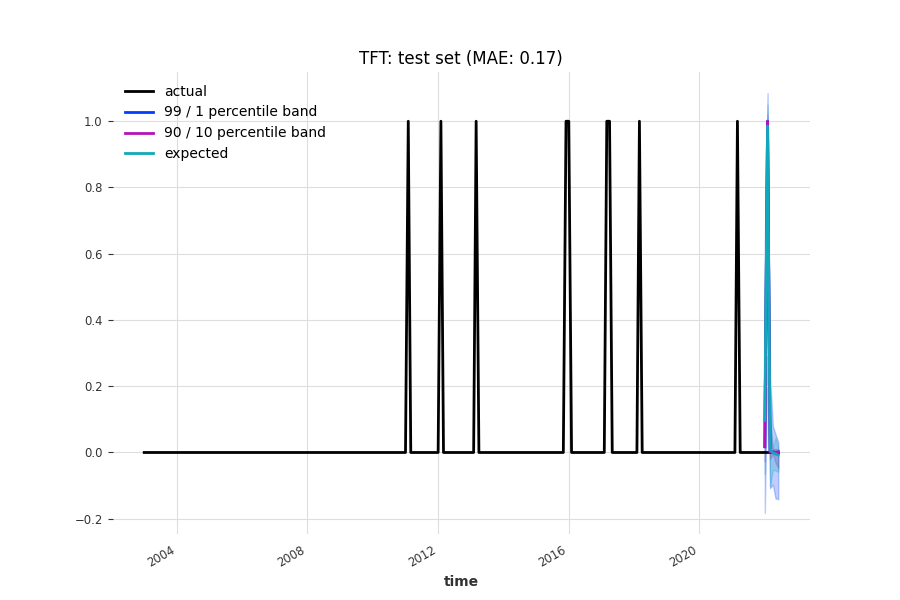 TFT: test set (MAE: 0.17)
actual
99 / 1 percentile band
90 / 10 percentile band
expected
1.0
0.8
0.6
0.4
0.2
0.0
−0.2
2004
2008
2012
2016
2020
time